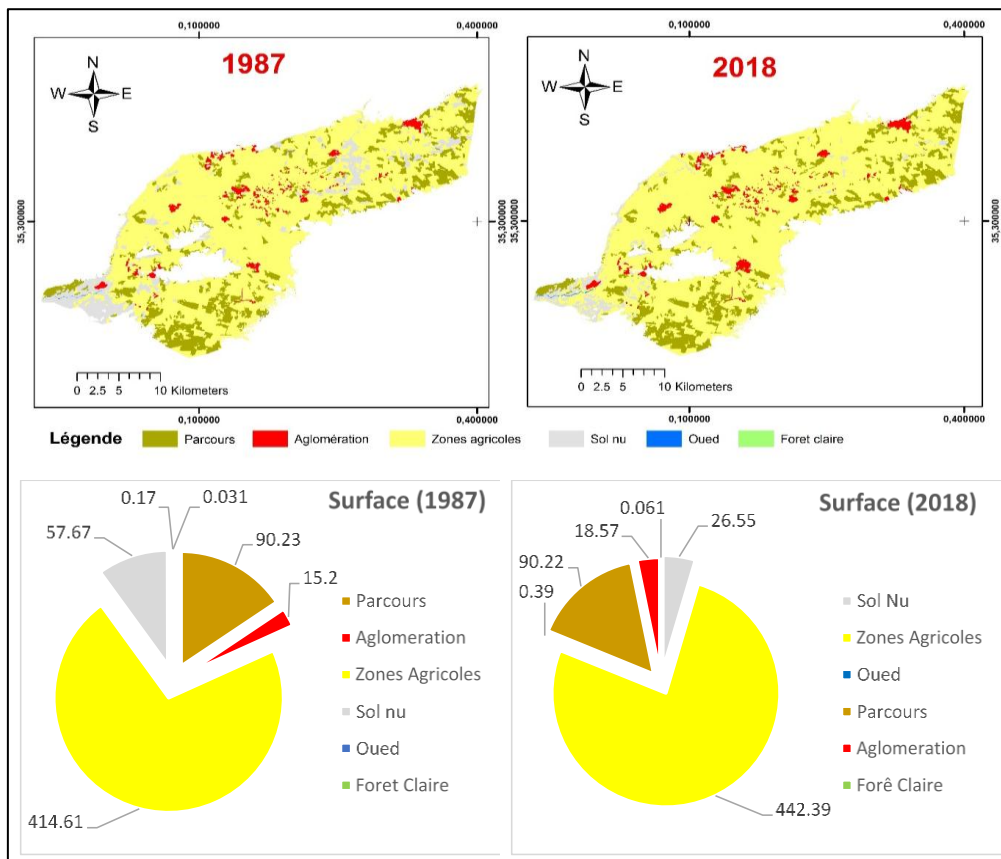 0,100000 0,400000 0,100000 0,400000
1987
2018
N
W E
S
N
W E
S
35,300000
35,300000
35,300000
35,300000
0 2.5 5 10 Kilometers
0 2.5 5 10 Kilometers
0,100000 0,400000 0,100000 0,400000
Légende Parcours Aglomération Zones agricoles Sol nu Oued Foret claire
Surface (1987)
0.17
0.031
57.67
90.23
15.2
414.61
Parcours
Aglomeration
Zones Agricoles
Sol nu
Oued
Foret Claire
Surface (2018)
0.061
18.57
26.55
90.22
0.39
442.39
Sol Nu
Zones Agricoles
Oued
Parcours
Aglomeration
Forê Claire